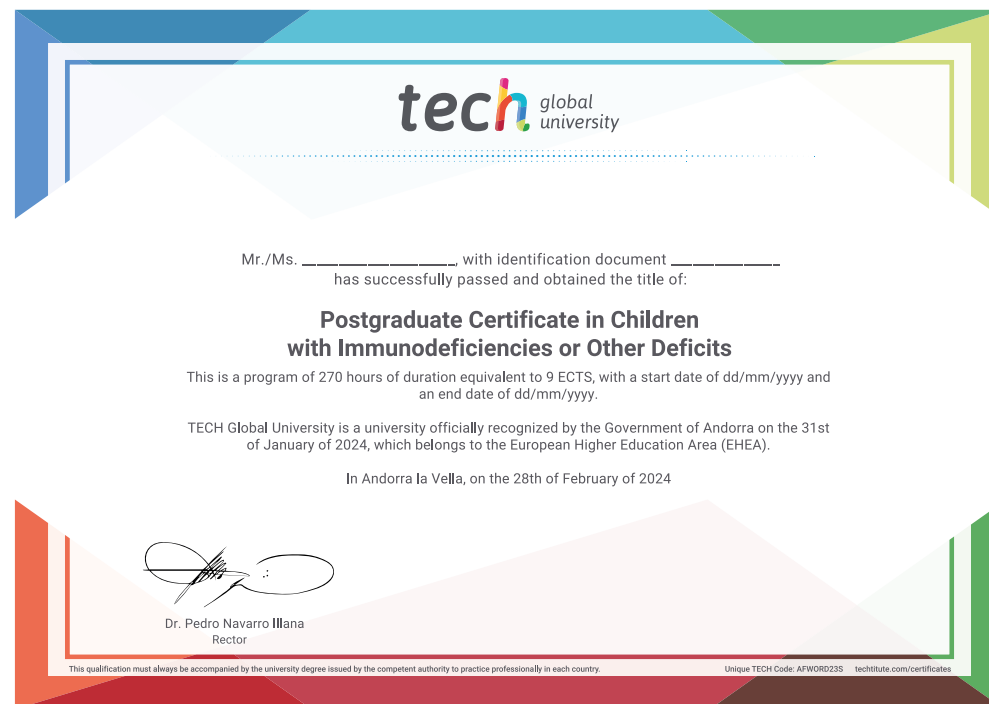 tech global
university
Mr./Ms. ____________________, with identification document ______________
has successfully passed and obtained the title of:
Postgraduate Certificate in Children
with Immunodeficiencies or Other Deficits
This is a program of 270 hours of duration equivalent to 9 ECTS, with a start date of dd/mm/yyyy and
an end date of dd/mm/yyyy.
TECH Global University is a university officially recognized by the Government of Andorra on the 31st
of January of 2024, which belongs to the European Higher Education Area (EHEA).
In Andorra la Vella, on the 28th of February of 2024
Dr. Pedro Navarro Illana
Rector
This qualification must always be accompanied by the university degree issued by the competent authority to practice professionally in each country.
Unique TECH Code: AFWORD23S techtitute.com/certificates